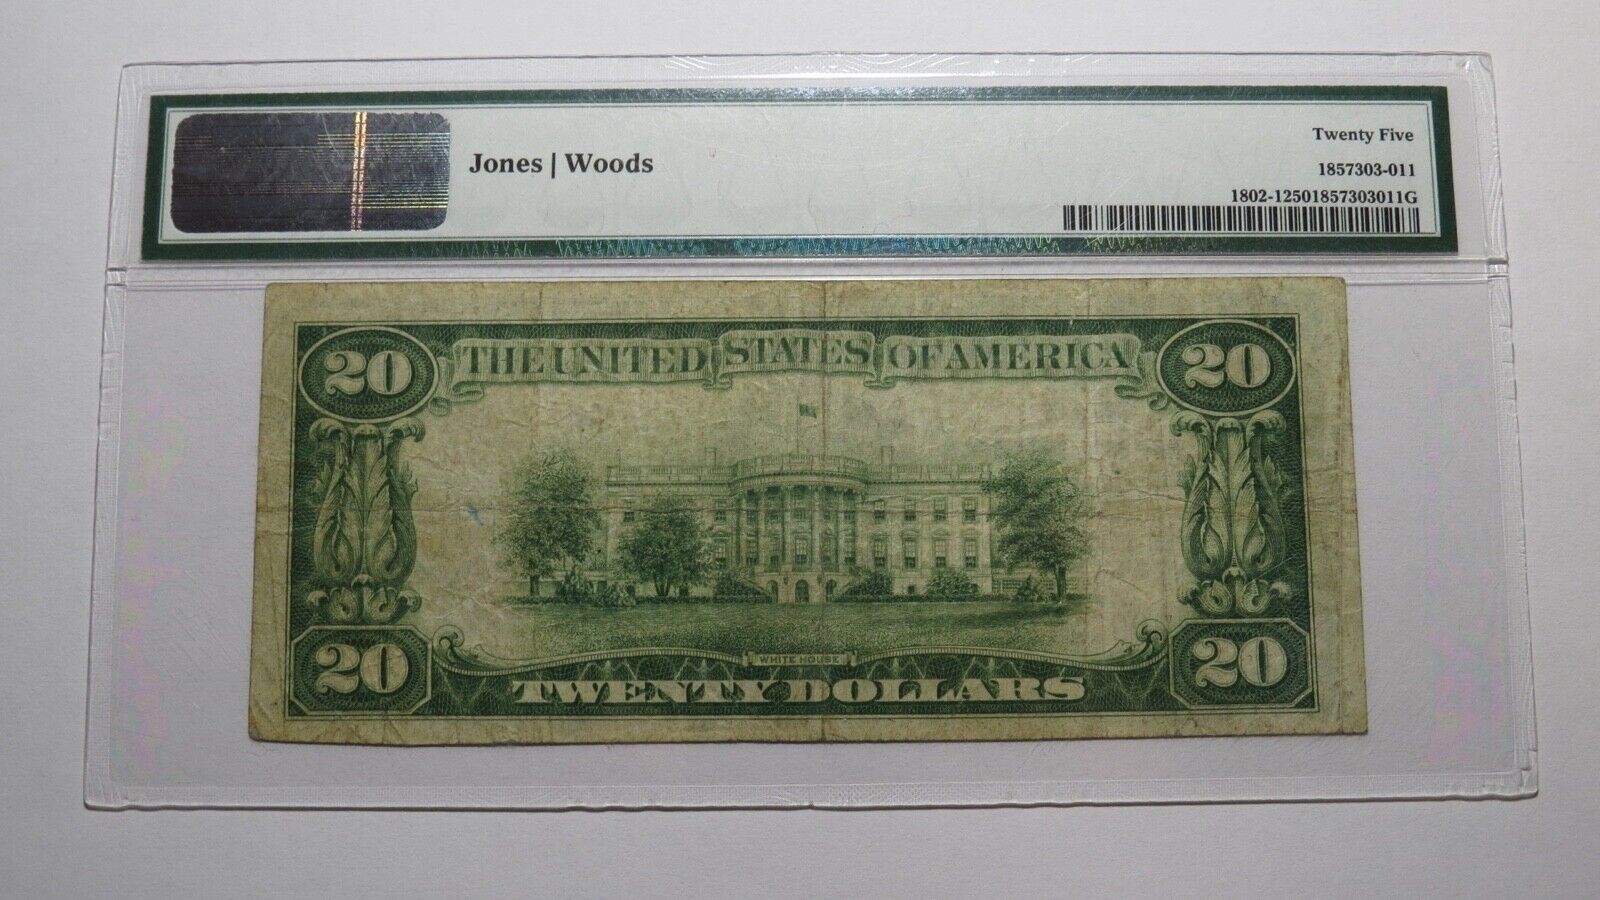 Jones | Woods
Twenty Five
1857303-011
1802-12501857303011G
20 THE UNITED STATES OF AMERICA 20
WHITE HOUSE
20 TWENTY DOLLARS 20